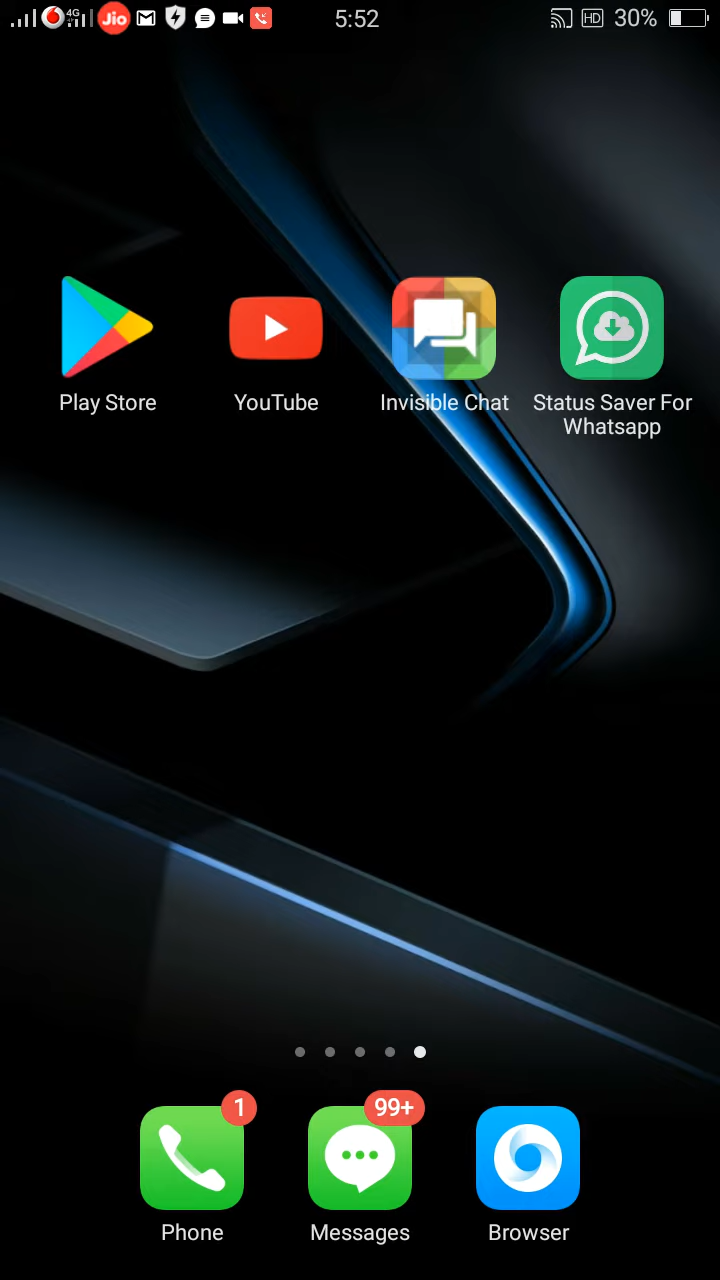 4G
Jio
5:52
HD
30%
Play Store
YouTube
Invisible Chat
Status Saver For
Whatsapp
1
99+
Phone
Messages
Browser